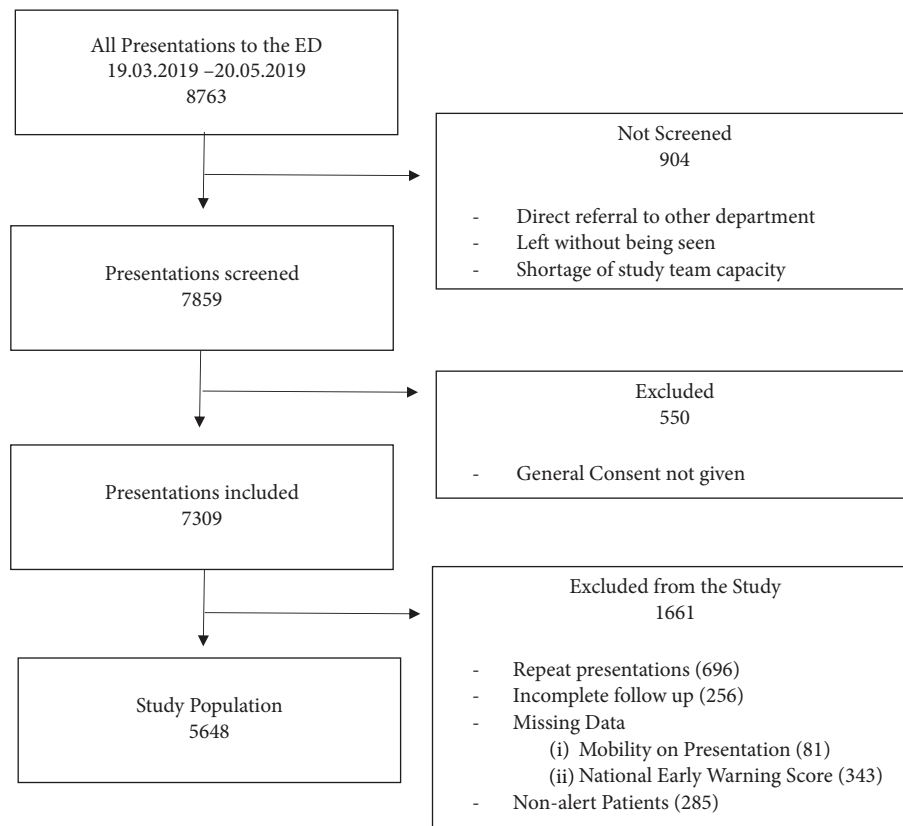 All Presentations to the ED
19.03.2019 –20.05.2019
8763
Not Screened
904
- Direct referral to other department
- Left without being seen
- Shortage of study team capacity
Presentations screened
7859
Excluded
550
- General Consent not given
Presentations included
7309
Excluded from the Study
1661
- Repeat presentations (696)
- Incomplete follow up (256)
- Missing Data
(i) Mobility on Presentation (81)
(ii) National Early Warning Score (343)
- Non-alert Patients (285)
Study Population
5648